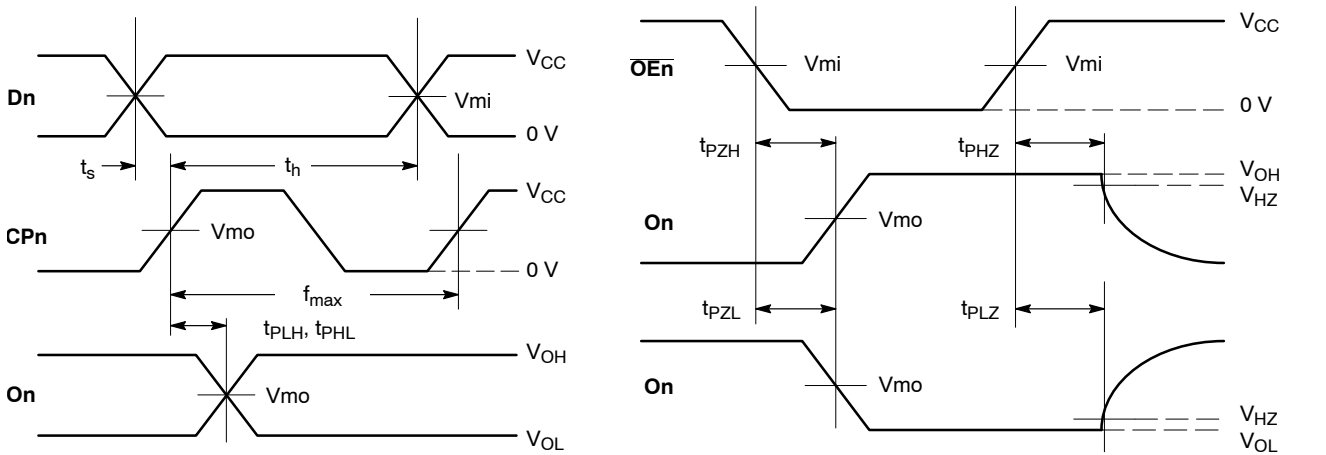 Dn
VCC
Vmi
0 V
ts
th
CPn
VCC
Vmo
0 V
fmax
tPLH, tPHL
On
VOH
Vmo
VOL
OEn
VCC
Vmi
Vmi
0 V
tPZH
tPHZ
On
VOH
VHZ
Vmo
tPZL
tPLZ
On
Vmo
VHZ
VOL